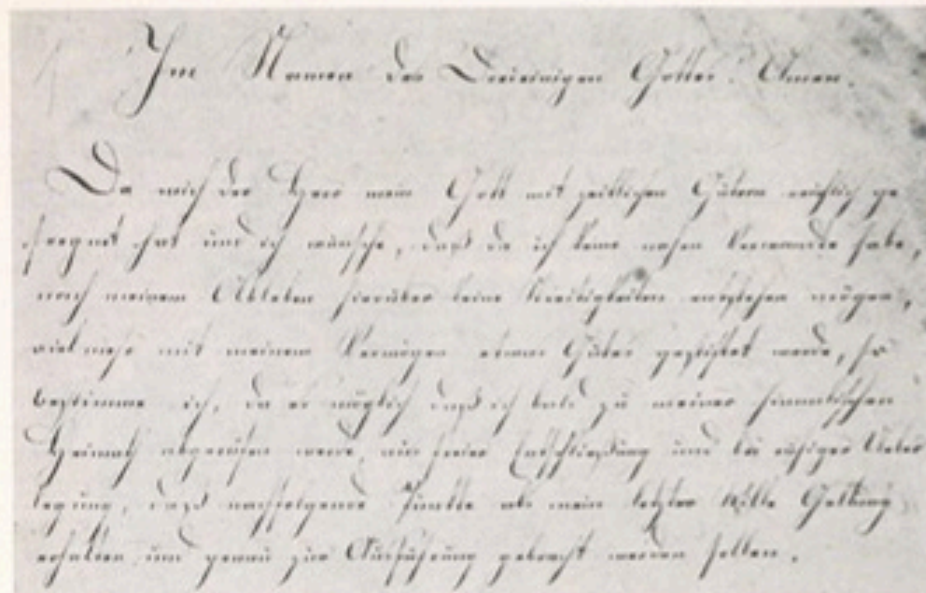 Im Namen des Dreieinigen Gottes! Amen.
Da mich der Herr mein Gott mit zeitlichen Gütern reichlich ge
segnet hat und ich wünsche, daß da ich keine nahen Verwandte habe,
nach meinem Ableben hierüber keine Streitigkeiten entstehen mögen,
vielmehr mit meinem Vermögen etwas Gutes gestiftet werde, so
bestimme ich, da es möglich daß ich bald zu meiner himmlischen
Heimath abgerufen werde, aus freier Entschließung und bei ruhiger Ueber
legung, daß nachfolgende Punkte als mein letzter Wille Geltung
erhalten und genau zur Ausführung gebracht werden sollen.